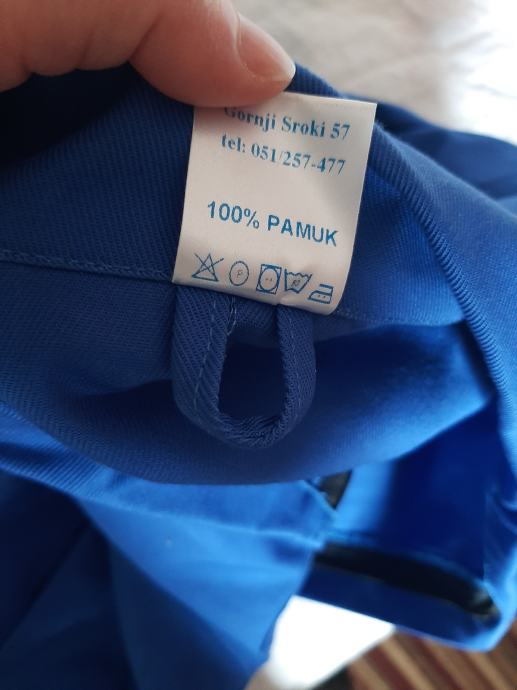 Gornji Sroki 57
tel: 051/257-477
100% PAMUK
P